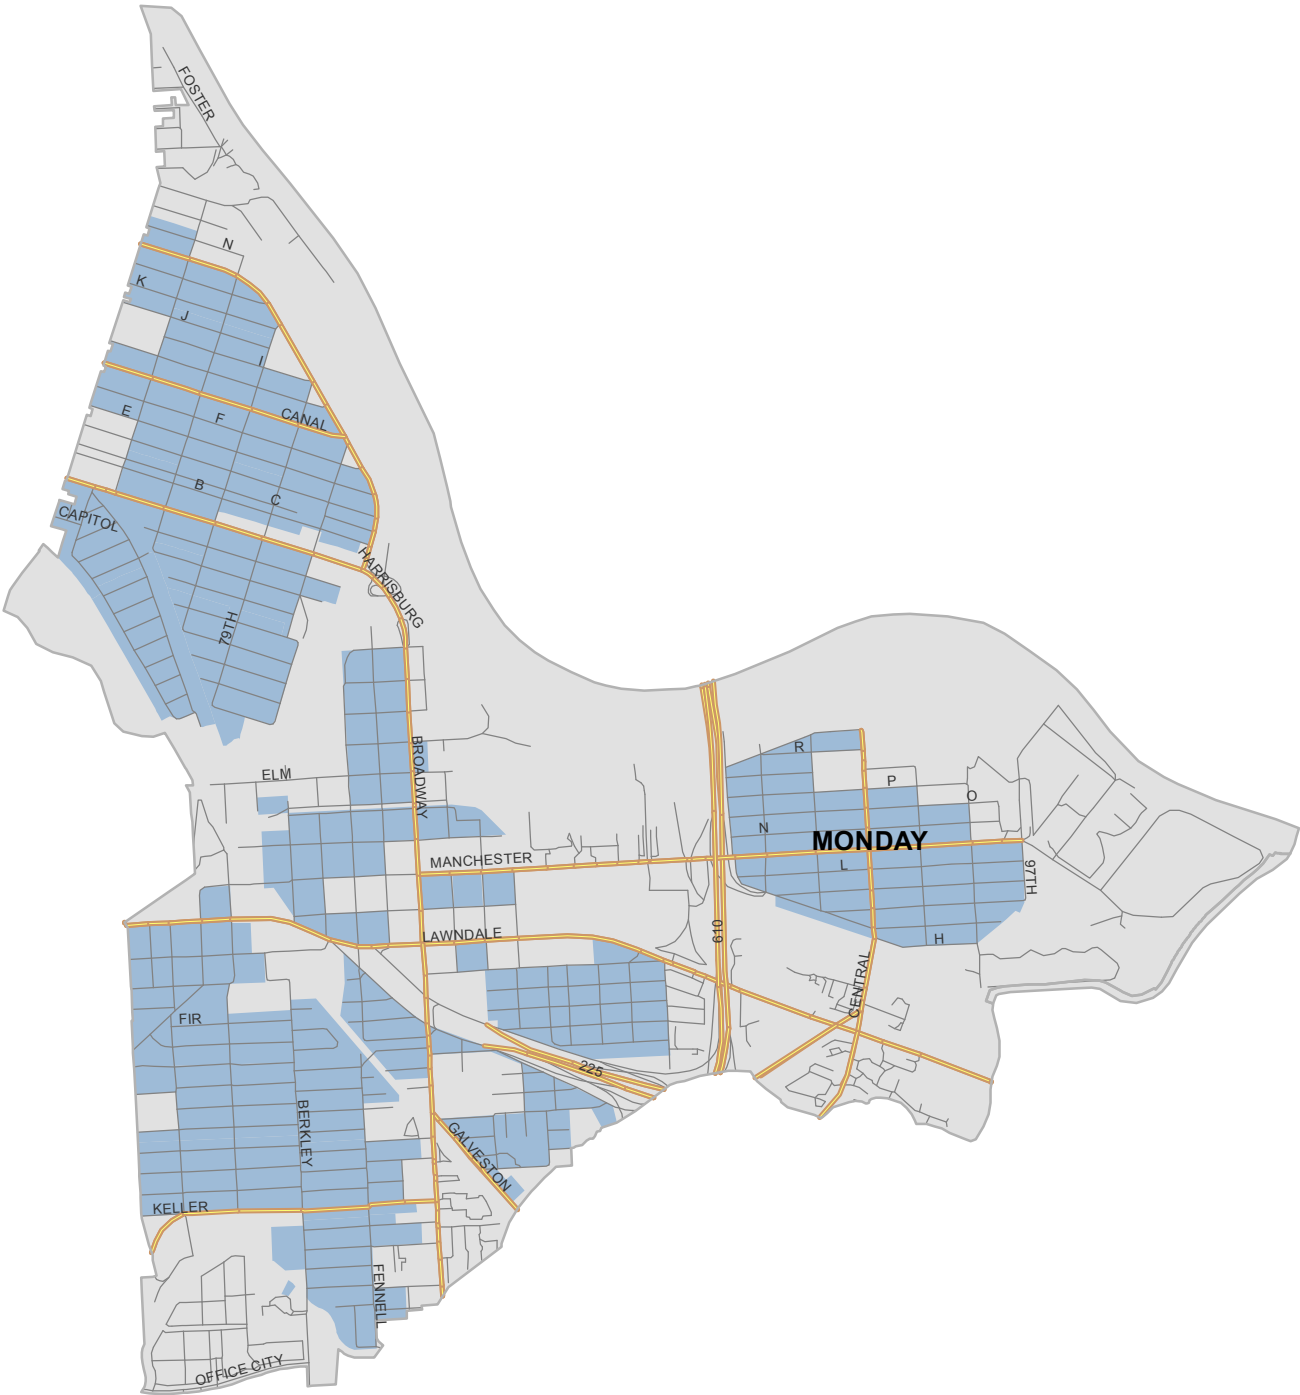 FOSTER
N
K
J
I
E
F
CANAL
B
C
CAPITOL
HARRISBURG
79TH
BROADWAY
ELM
R
P
O
N
MONDAY
MANCHESTER
L
97TH
610
LAWNDALE
H
CENTRAL
FIR
225
BERKLEY
GALVESTON
KELLER
FENNELL
OFFICE CITY